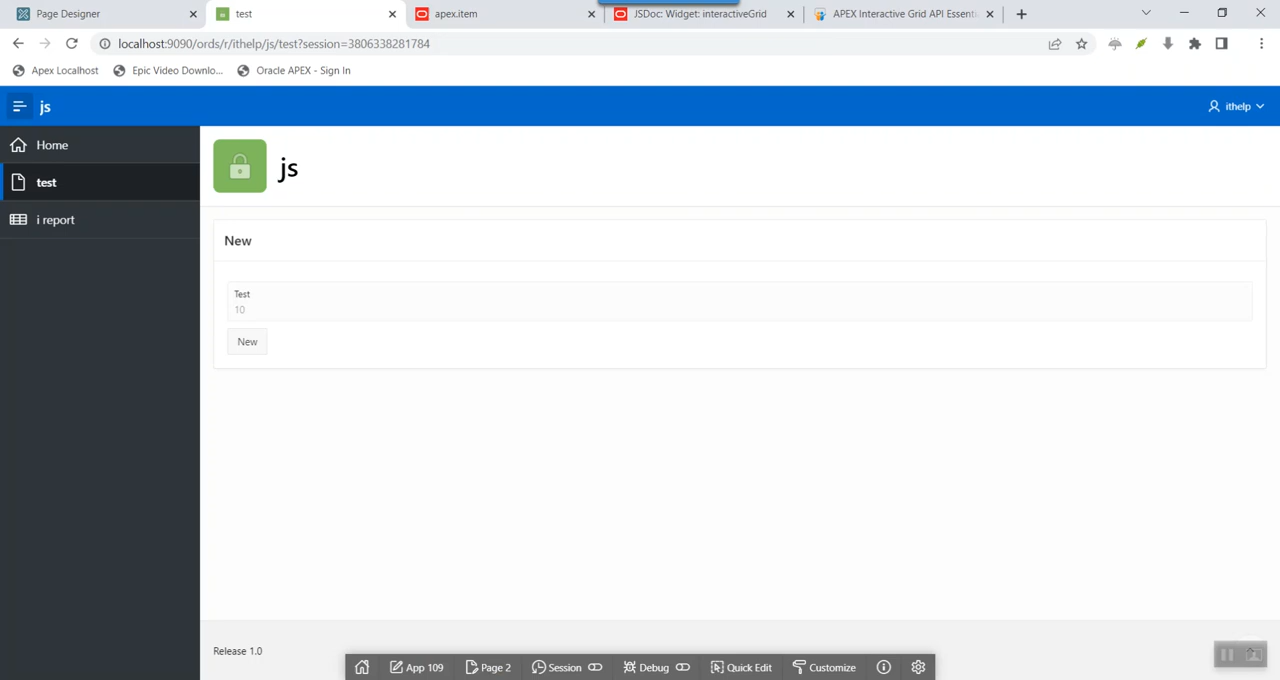 Page Designer
test
apex.item
JSDoc: Widget: interactiveGrid
APEX Interactive Grid API Essenti
localhost:9090/ords/r/ithelp/js/test?session=3806338281784
Apex Localhost
Epic Video Downlo...
Oracle APEX - Sign In
js
ithelp
Home
test
i report
js
New
Test
10
New
Release 1.0
App 109
Page 2
Session
Debug
Quick Edit
Customize